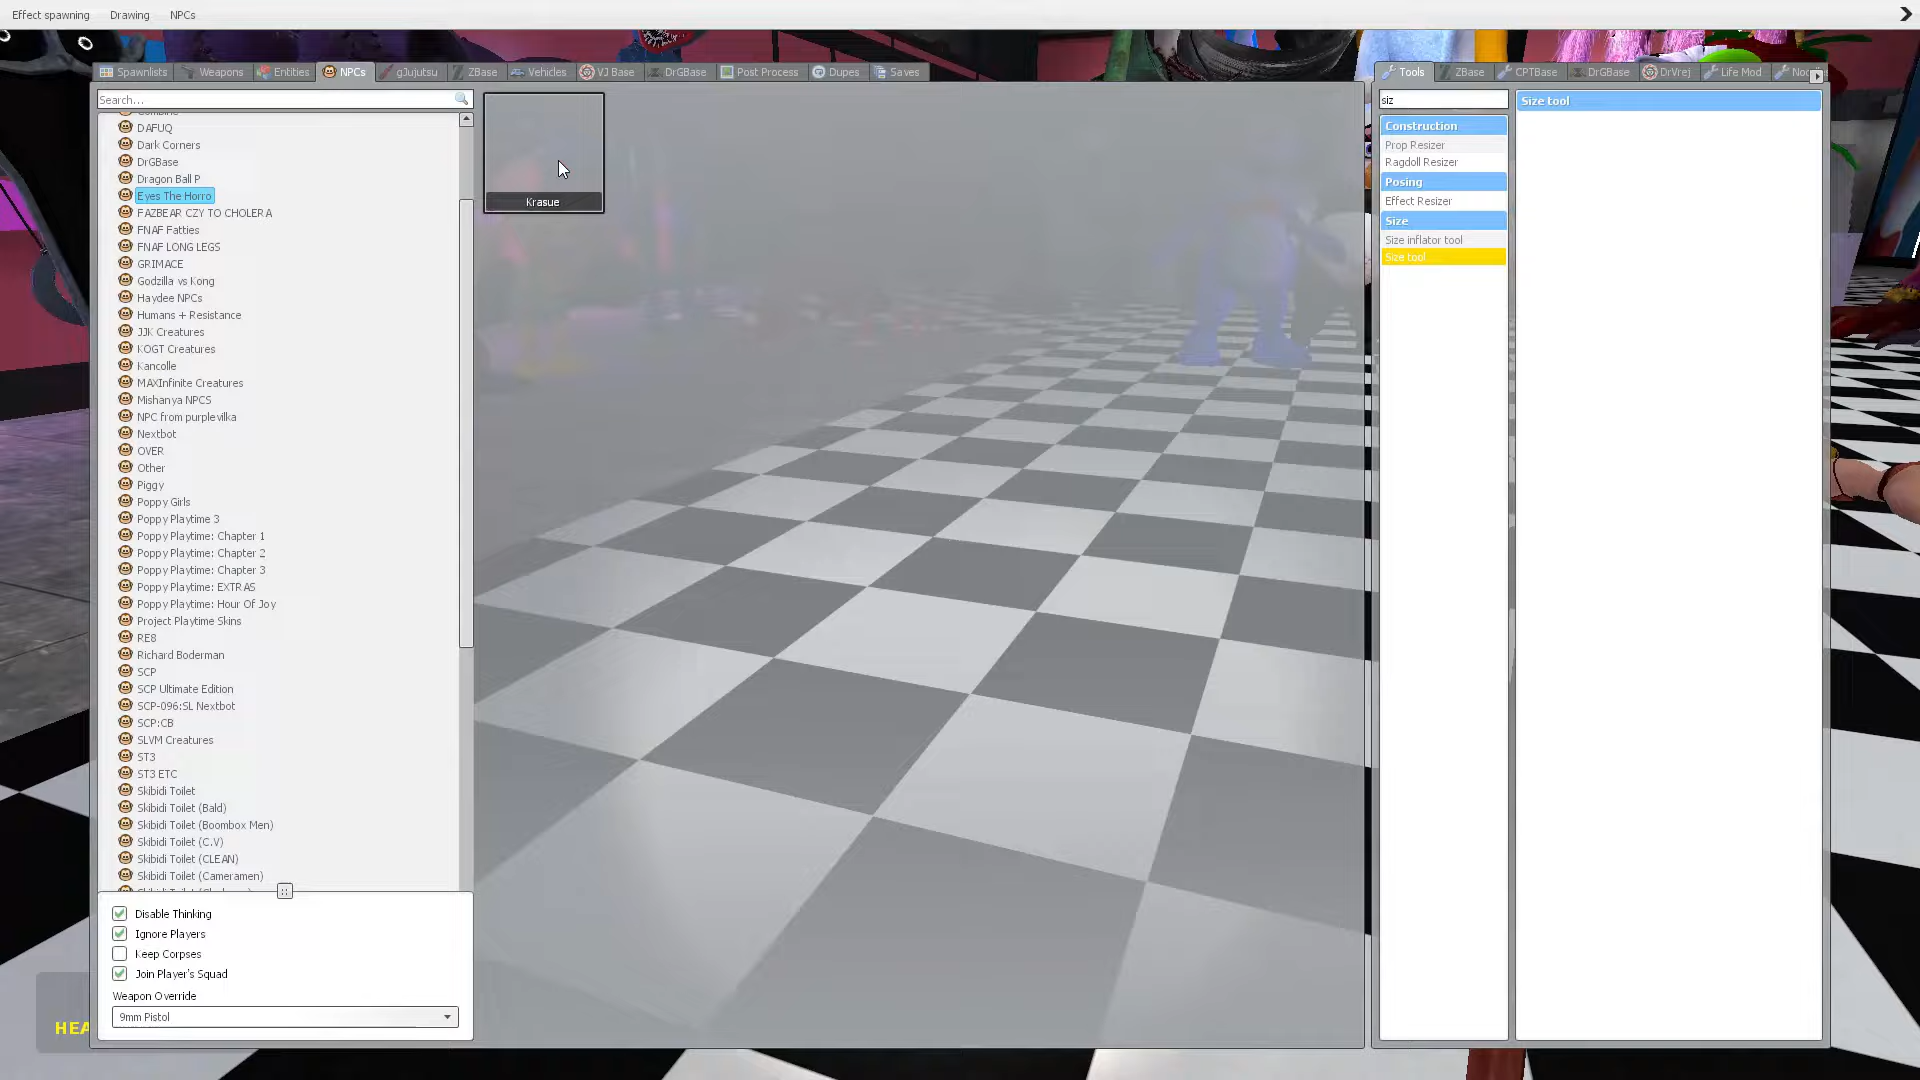 Effect spawning Drawing NPCs
Spawnlists Weapons Entities NPCs gJujutsu ZBase Vehicles VJ Base DrGBase Post Process Dupes Saves
Tools ZBase CPTBase DrGBase DrVrej Life Mod
Search...
DAFUQ
Dark Corners
DrGBase
Dragon Ball P
Eyes The Horro
FAZBEAR CZY TO CHOLERA
FNAF Fatties
FNAF LONG LEGS
GRIMACE
Godzilla vs Kong
Haydee NPCs
Humans + Resistance
JJK Creatures
KOGT Creatures
Kancolle
MAXInfinite Creatures
Mishanya NPCS
NPC from purplevilka
Nextbot
OVER
Other
Piggy
Poppy Girls
Poppy Playtime 3
Poppy Playtime: Chapter 1
Poppy Playtime: Chapter 2
Poppy Playtime: Chapter 3
Poppy Playtime: EXTRAS
Poppy Playtime: Hour Of Joy
Project Playtime Skins
RE8
Richard Boderman
SCP
SCP Ultimate Edition
SCP-096:SL Nextbot
SCP:CB
SLVM Creatures
ST3
ST3 ETC
Skibidi Toilet
Skibidi Toilet (Bald)
Skibidi Toilet (Boombox Men)
Skibidi Toilet (C.V)
Skibidi Toilet (CLEAN)
Skibidi Toilet (Cameramen)
Disable Thinking
Ignore Players
Keep Corpses
Join Player's Squad
Weapon Override
9mm Pistol
HEA
Krasue
siz
Construction
Prop Resizer
Ragdoll Resizer
Posing
Effect Resizer
Size
Size inflator tool
Size tool
Size tool